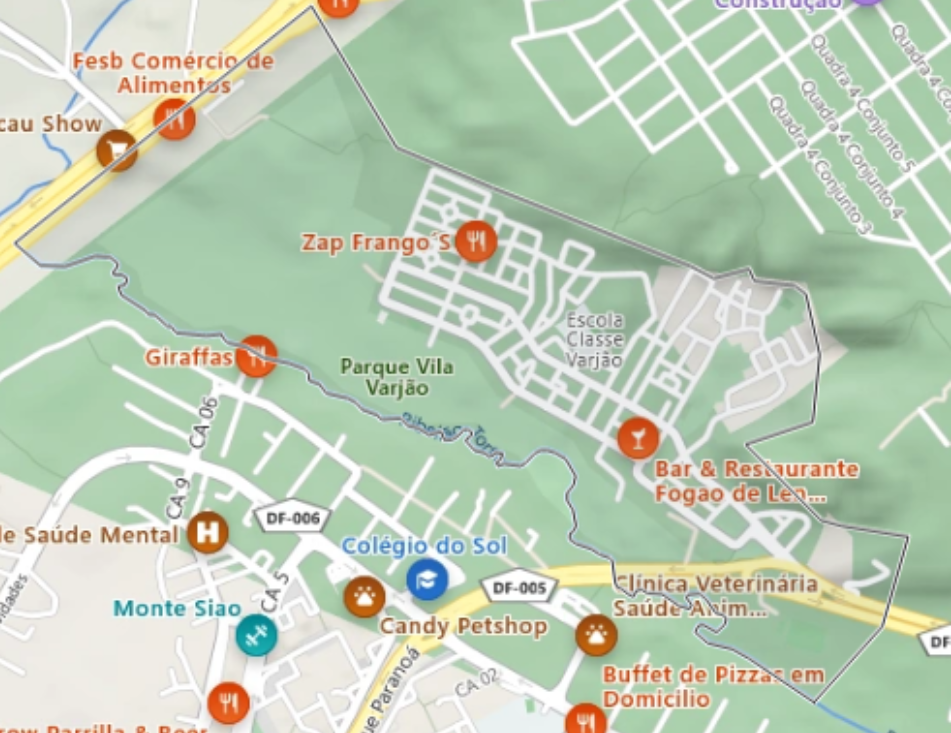 Construção
Fesb Comércio de
Alimentos
cau Show
Quadra 4 Conjunto 5
Quadra 4 Conjunto 4
Quadra 4 Conjunto 3
Quadra 4 C
Zap Frango´S
Escola
Classe
Varjão
Giraffas
Parque Vila
Varjão
CA 06
Bar & Restaurante
Fogao de Len...
CA 9
DF-006
de Saúde Mental
Colégio do Sol
DF-005
Clínica Veterinária
Saúde Anim...
CA 5
Monte Siao
Candy Petshop
DF
Buffet de Pizzas em
Domicilio
CA 02
ue Paranoá
row Parrilla & Beer